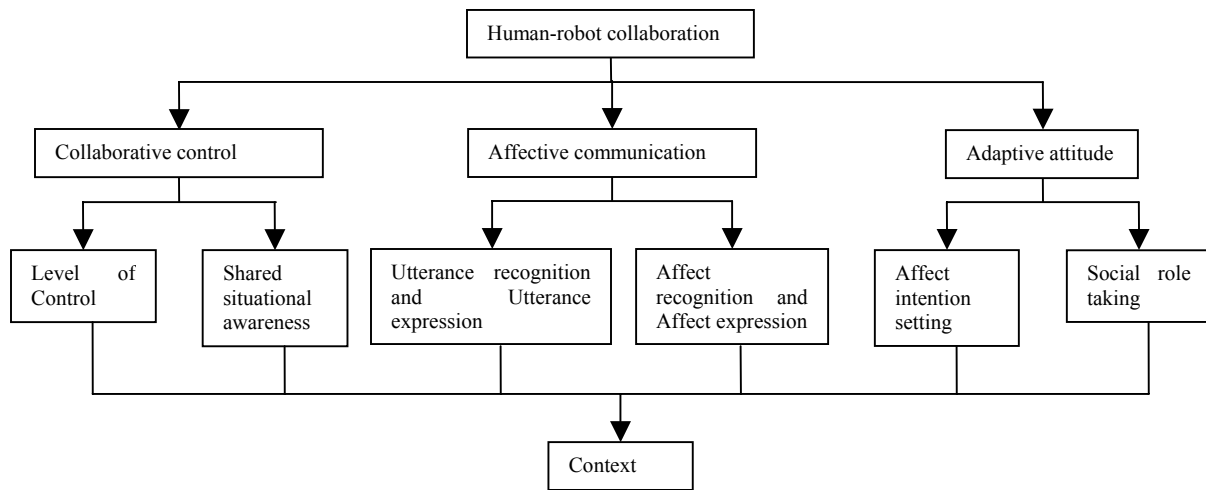 Human-robot collaboration
Collaborative control
Affective communication
Adaptive attitude
Level of
Control
Shared
situational
awareness
Utterance recognition
and Utterance
expression
Affect
recognition and
Affect expression
Affect
intention
setting
Social role
taking
Context